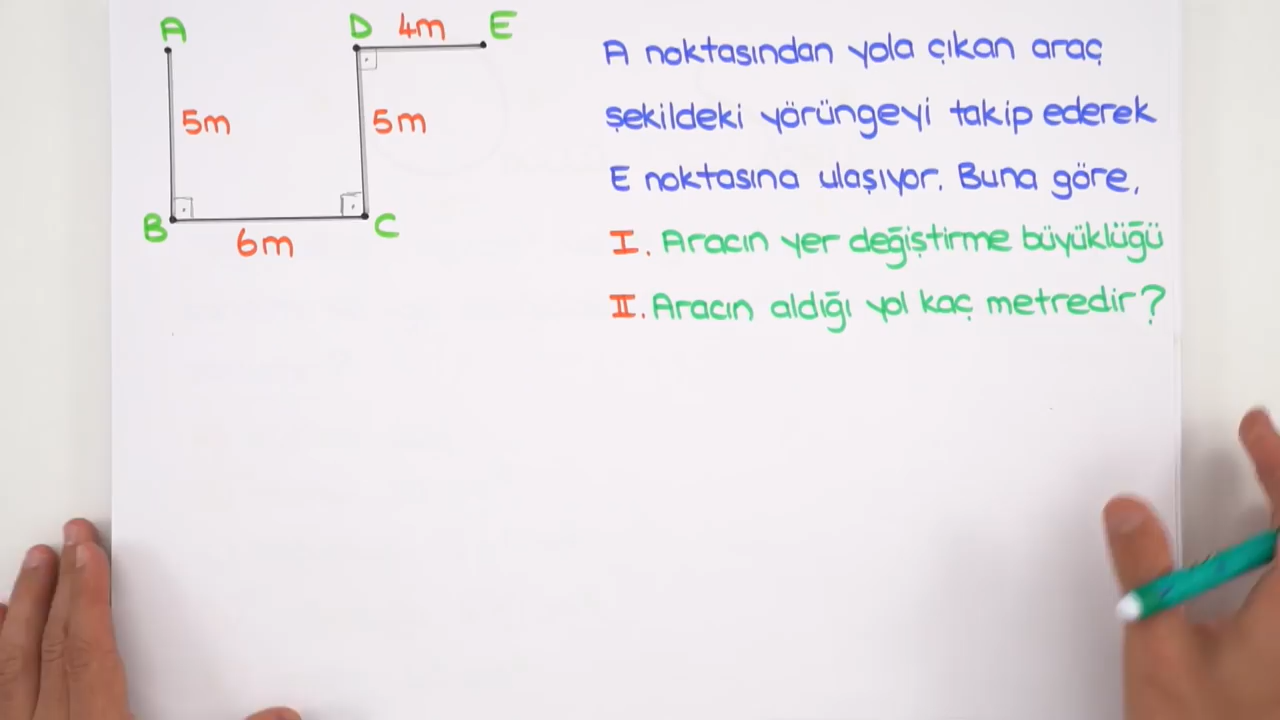 A
D 4m E
5m
5m
B
C
6m
A noktasından yola çıkan araç
şekildeki yörüngeyi takip ederek
E noktasına ulaşıyor. Buna göre,
I. Aracın yer değiştirme büyüklüğü
II. Aracın aldığı yol kaç metredir?